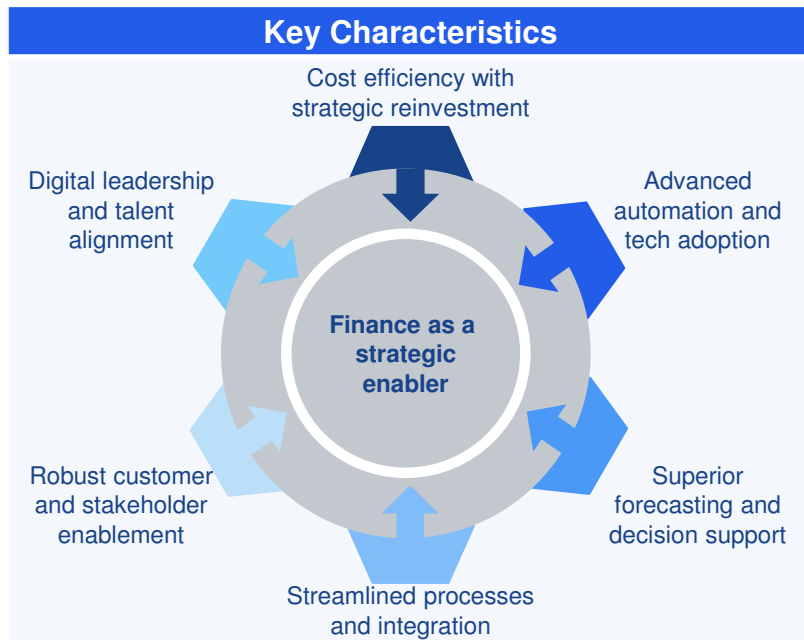 Key Characteristics
Cost efficiency with
strategic reinvestment
Digital leadership
and talent
alignment
Advanced
automation and
tech adoption
Finance as a
strategic
enabler
Robust customer
and stakeholder
enablement
Superior
forecasting and
decision support
Streamlined processes
and integration